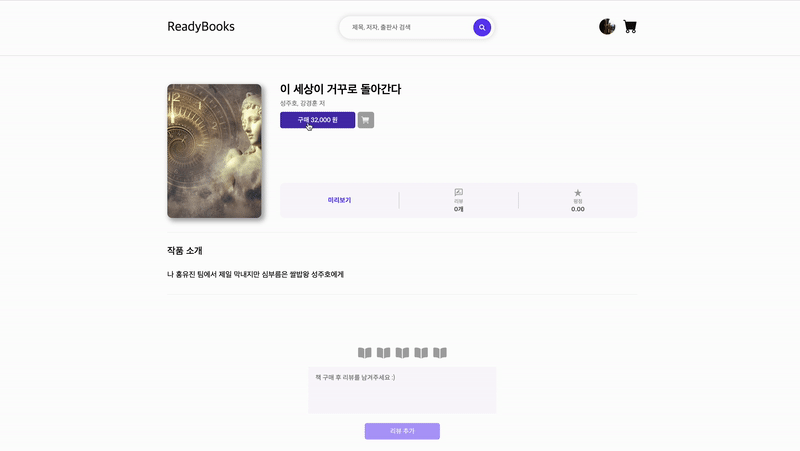 ReadyBooks
제목, 저자, 출판사 검색
이 세상이 거꾸로 돌아간다
성주호, 강경훈 저
구매 32,000 원
미리보기
리뷰
0개
평점
0.00
작품 소개
나 홍유진 팀에서 제일 막내지만 심부름은 쌀밥왕 성주호에게
책 구매 후 리뷰를 남겨주세요 :)
리뷰 추가